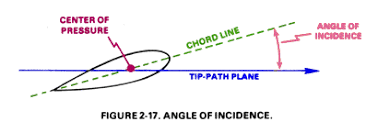 CENTER OF
PRESSURE
CHORD LINE
ANGLE OF
INCIDENCE
TIP-PATH PLANE
FIGURE 2-17. ANGLE OF INCIDENCE.